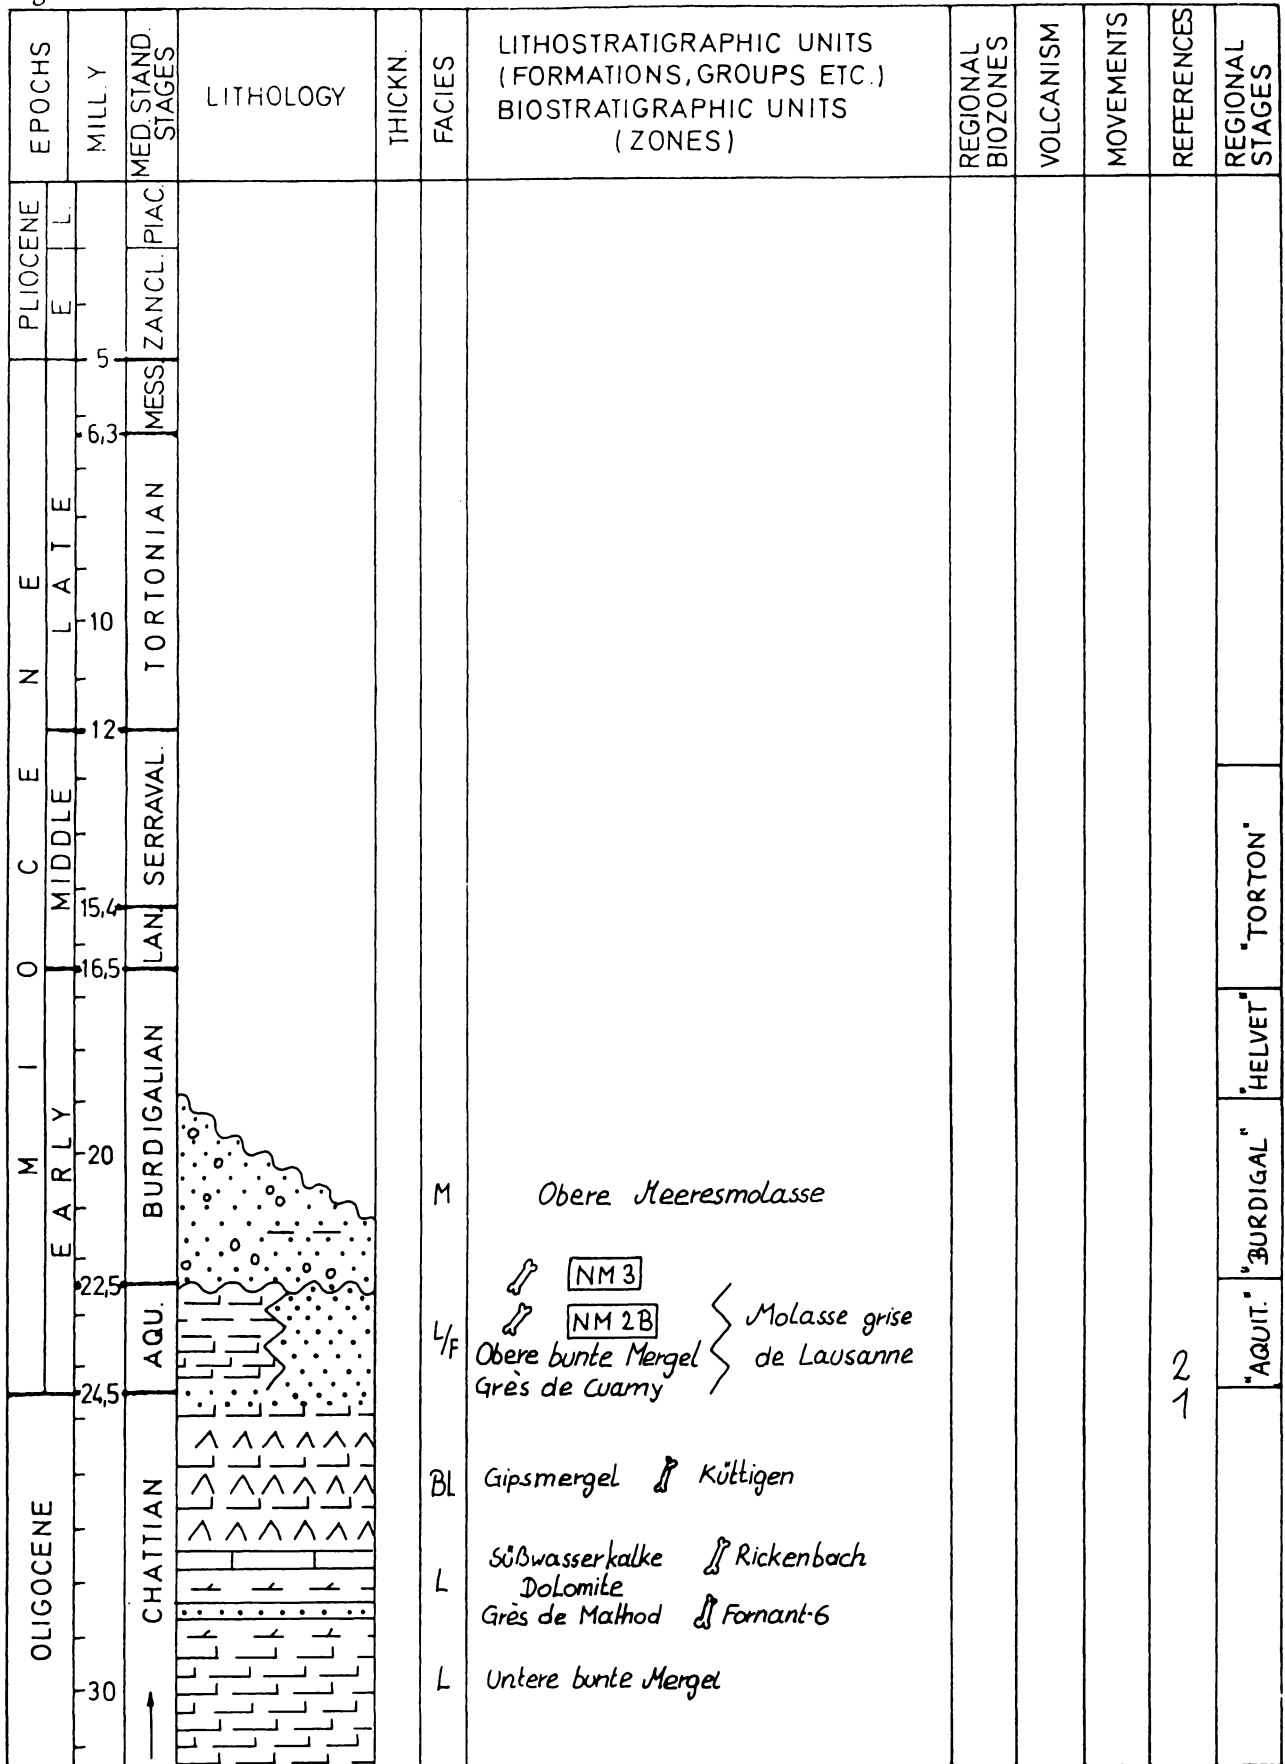 EPOCHS
MILL.Y
MED.STAND.
STAGES
LITHOLOGY
THICKN.
FACIES
LITHOSTRATIGRAPHIC UNITS
(FORMATIONS, GROUPS ETC.)
BIOSTRATIGRAPHIC UNITS
(ZONES)
REGIONAL
BIOZONES
VOLCANISM
MOVEMENTS
REFERENCES
REGIONAL
STAGES
PLIOCENE
L.
E
PIAC.
ZANCL.
5
MESS.
6,3
MIOCENE
LATE
TORTONIAN
10
12
MIDDLE
SERRAVAL.
15,4
LAN.
16,5
"TORTON"
"HELVET"
EARLY
BURDIGALIAN
20
M
Obere Meeresmolasse
"BURDIGAL"
NM 3
22,5
AQU.
NM 2B
L/F
Molasse grise
Obere bunte Mergel
de Lausanne
Grès de Cuarny
"AQUIT."
2
1
24,5
OLIGOCENE
CHATTIAN
BL
Gipsmergel
Küttigen
Süßwasserkalke
Rickenbach
L
Dolomite
Grès de Mathod
Fornant-6
L
Untere bunte Mergel
30